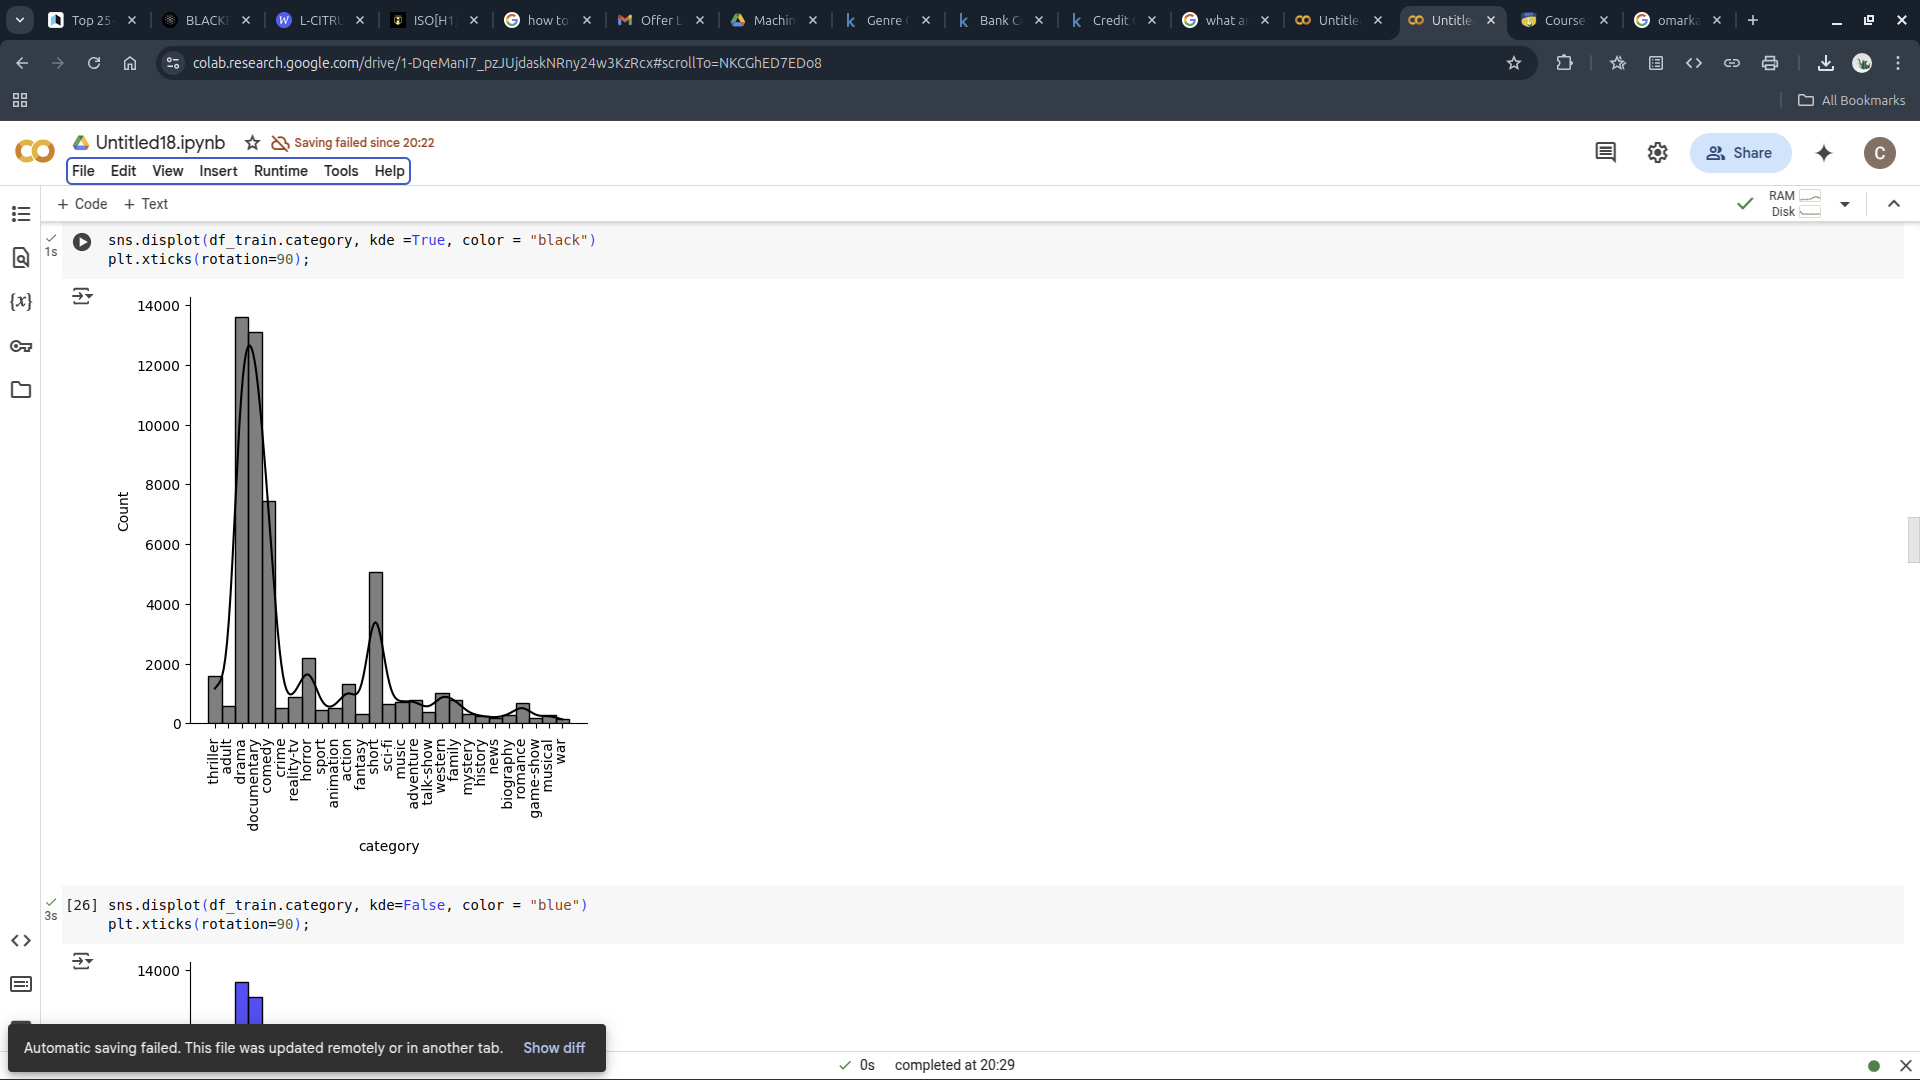 Top 25
BLACK
L-CITRU
ISO[H1
how to
Offer L
Machin
Genre
Bank C
Credit
what a
Untitle
Untitle
Course
omarka
colab.research.google.com/drive/1-DqeManI7_pzJUjdaskNRny24w3KzRcx#scrollTo=NKCGhED7EDo8
All Bookmarks
Untitled18.ipynb
Saving failed since 20:22
File Edit View Insert Runtime Tools Help
Share
C
+ Code + Text
RAM
Disk
1s
sns.displot(df_train.category, kde =True, color = "black")
plt.xticks(rotation=90);
{x}
14000
12000
10000
8000
6000
4000
2000
0
Count
thriller
adult
drama
documentary
comedy
crime
reality-tv
horror
sport
animation
action
fantasy
short
sci-fi
music
adventure
talk-show
western
family
mystery
history
news
biography
romance
game-show
musical
war
category
3s
[26] sns.displot(df_train.category, kde=False, color = "blue")
plt.xticks(rotation=90);
14000
Automatic saving failed. This file was updated remotely or in another tab. Show diff
0s completed at 20:29